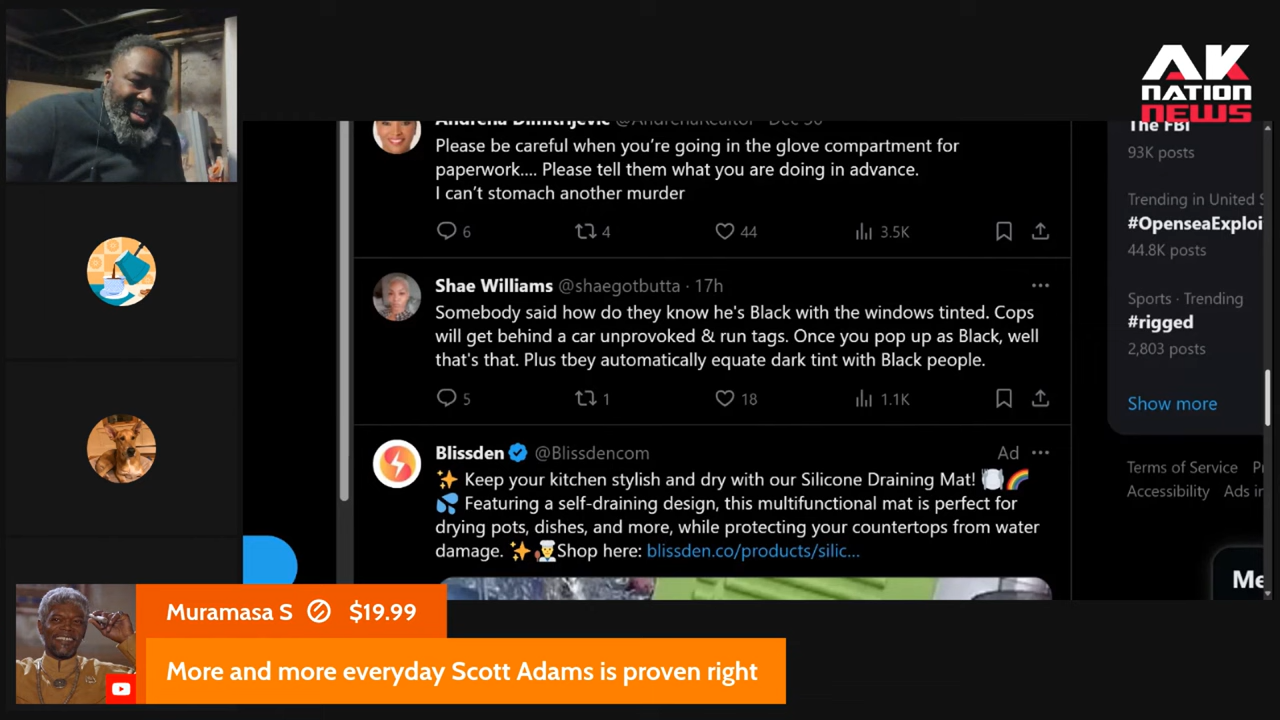 AK
NATION
NEWS
Andrena Dimitrijevic
Please be careful when you’re going in the glove compartment for
paperwork.... Please tell them what you are doing in advance.
I can’t stomach another murder
6 4 44 3.5K
Shae Williams @shaegotbutta · 17h
Somebody said how do they know he's Black with the windows tinted. Cops
will get behind a car unprovoked & run tags. Once you pop up as Black, well
that's that. Plus tbey automatically equate dark tint with Black people.
5 1 18 1.1K
Blissden @Blissdencom Ad
✨ Keep your kitchen stylish and dry with our Silicone Draining Mat! 🍽️🌈
💦 Featuring a self-draining design, this multifunctional mat is perfect for
drying pots, dishes, and more, while protecting your countertops from water
damage. ✨👨‍🍳Shop here: blissden.co/products/silic...
The FBI
93K posts
Trending in United S
#OpenseaExploi
44.8K posts
Sports · Trending
#rigged
2,803 posts
Show more
Terms of Service
Accessibility Ads in
Me
Muramasa S $19.99
More and more everyday Scott Adams is proven right